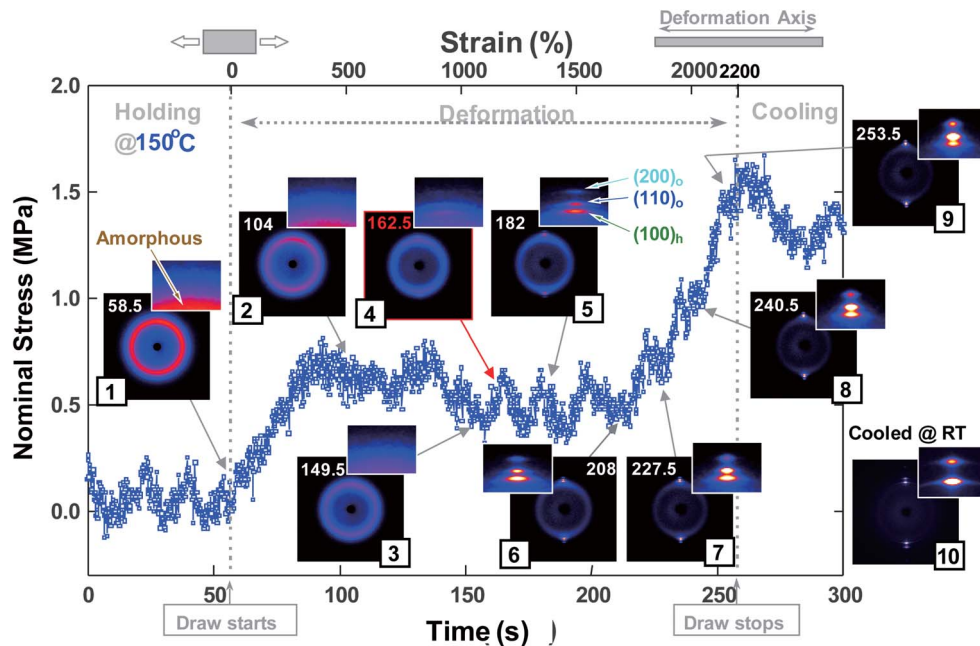 Deformation Axis
Strain (%)
0 500 1000 1500 2000 2200
2.0
1.5
1.0
0.5
0.0
Nominal Stress (MPa)
Holding
@150°C
Deformation
Cooling
Amorphous
58.5
1
104
2
149.5
3
162.5
4
182
5
(200)o
(110)o
(100)h
208
6
227.5
7
240.5
8
253.5
9
Cooled @ RT
10
0 50 100 150 200 250 300
Draw starts
Time (s)
Draw stops